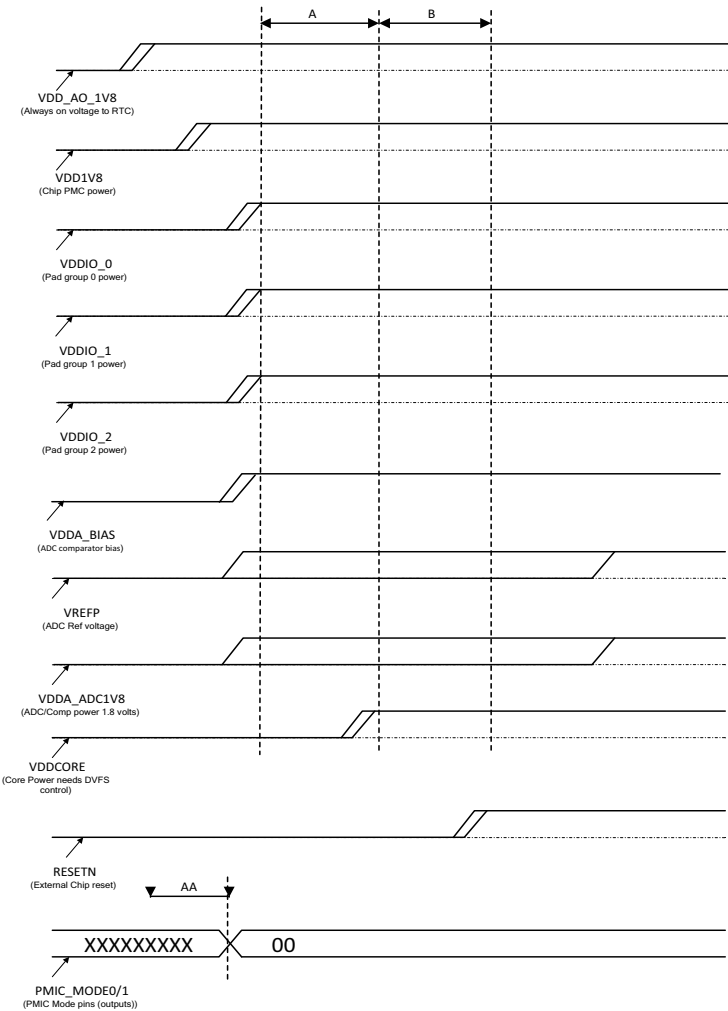 A
B
VDD_AO_1V8
(Always on voltage to RTC)
VDD1V8
(Chip PMC power)
VDDIO_0
(Pad group 0 power)
VDDIO_1
(Pad group 1 power)
VDDIO_2
(Pad group 2 power)
VDDA_BIAS
(ADC comparator bias)
VREFP
(ADC Ref voltage)
VDDA_ADC1V8
(ADC/Comp power 1.8 volts)
VDDCORE
(Core Power needs DVFS
control)
RESETN
(External Chip reset)
AA
XXXXXXXXX
00
PMIC_MODE0/1
(PMIC Mode pins (outputs))